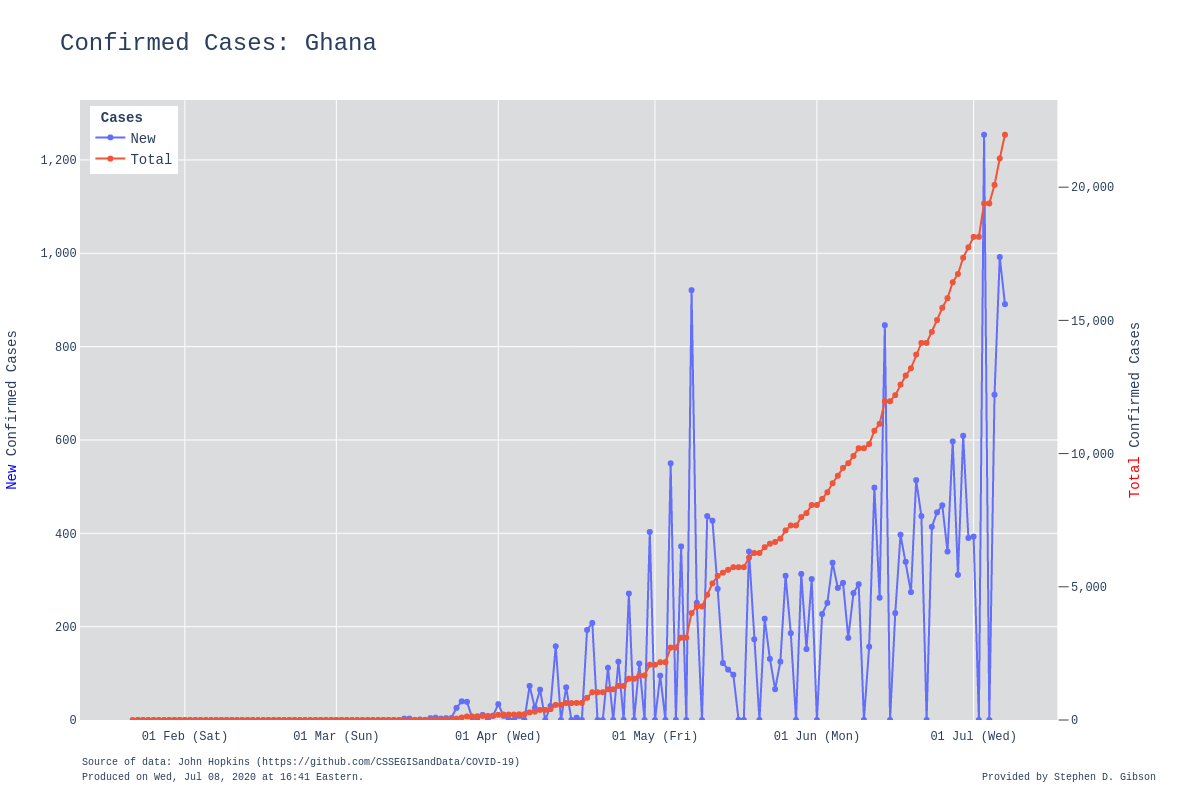 Confirmed Cases: Ghana
Cases
New
Total
1,200
1,000
800
600
400
200
0
New Confirmed Cases
20,000
15,000
10,000
5,000
0
Total Confirmed Cases
01 Feb (Sat)
01 Mar (Sun)
01 Apr (Wed)
01 May (Fri)
01 Jun (Mon)
01 Jul (Wed)
Source of data: John Hopkins (https://github.com/CSSEGISandData/COVID-19)
Produced on Wed, Jul 08, 2020 at 16:41 Eastern.
Provided by Stephen D. Gibson